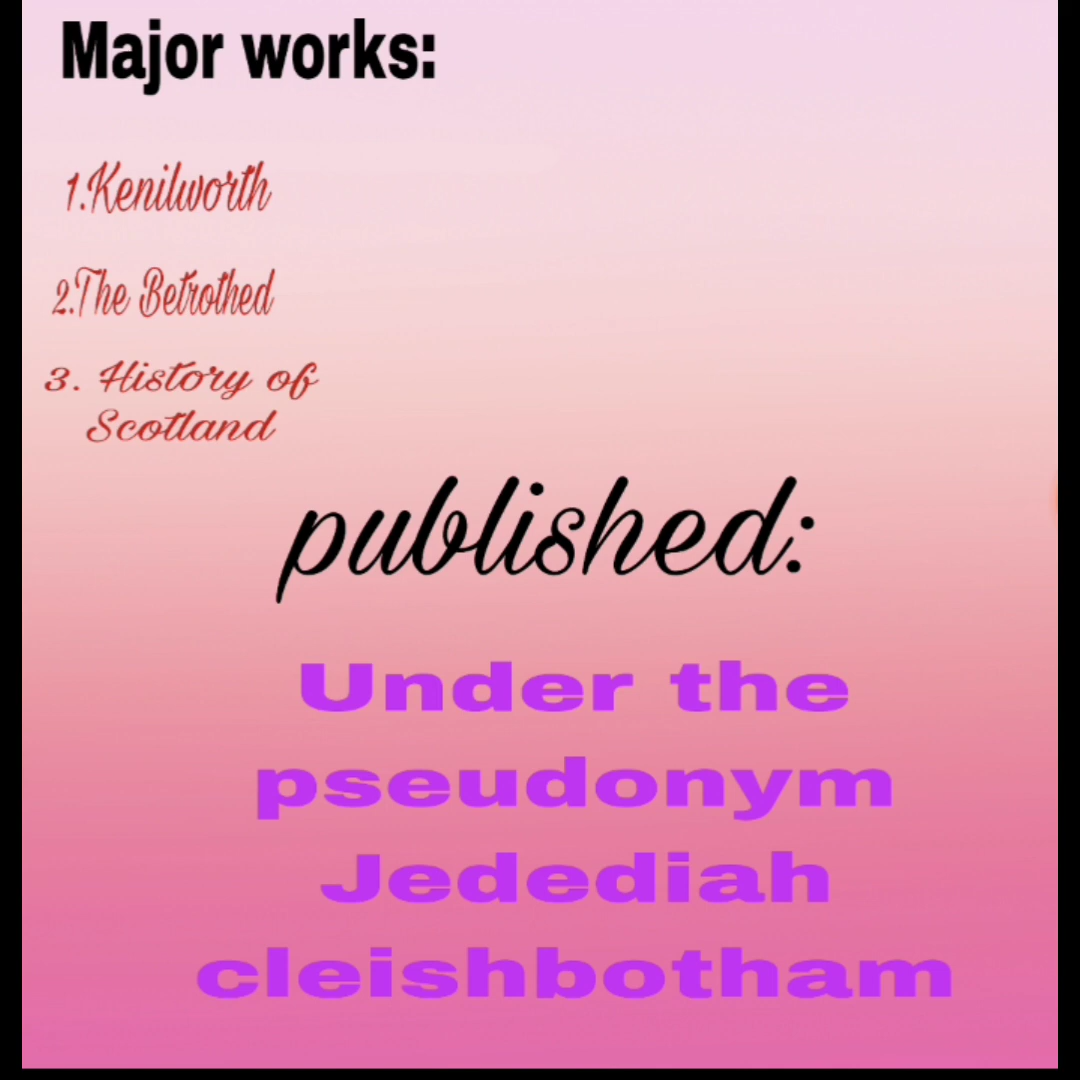 Major works:
1.Kenilworth
2.The Betrothed
3. History of
Scotland
published:
Under the
pseudonym
Jedediah
cleishbotham